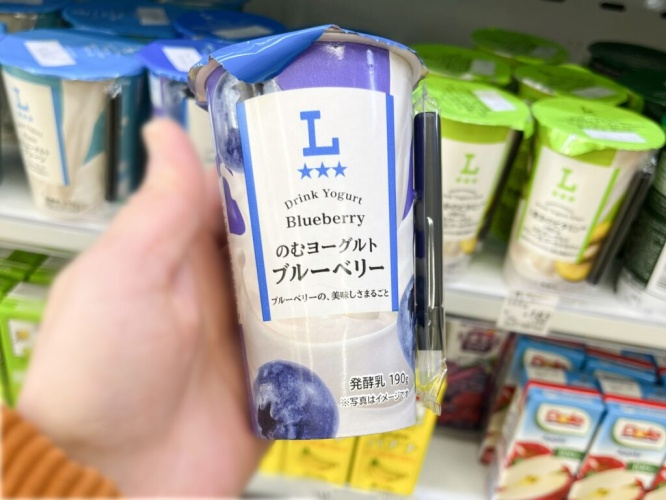 L
★★★
Drink Yogurt
Blueberry
のむヨーグルト
ブルーベリー
ブルーベリーの、美味しさまるごと
発酵乳 190g
※写真はイメージです
L
L
L
Dole
Dole